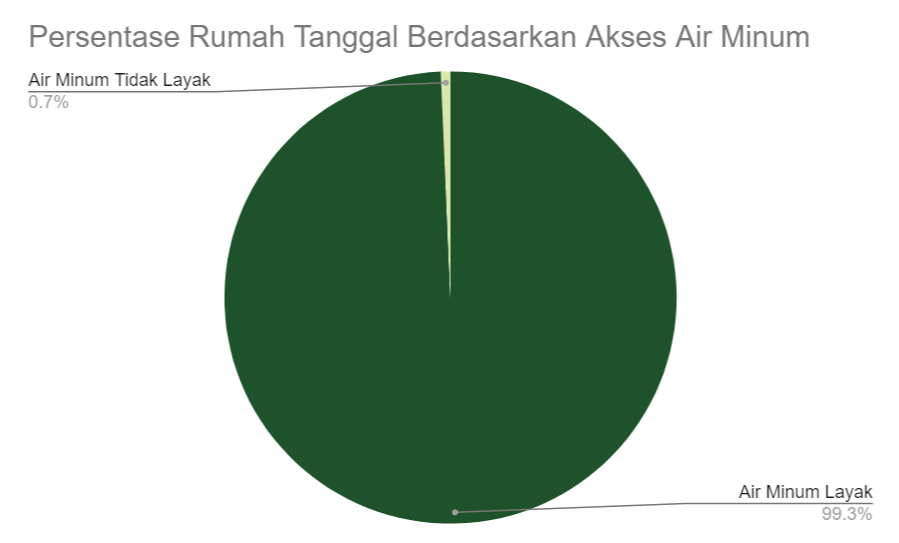 Persentase Rumah Tanggal Berdasarkan Akses Air Minum
Air Minum Tidak Layak
0.7%
Air Minum Layak
99.3%